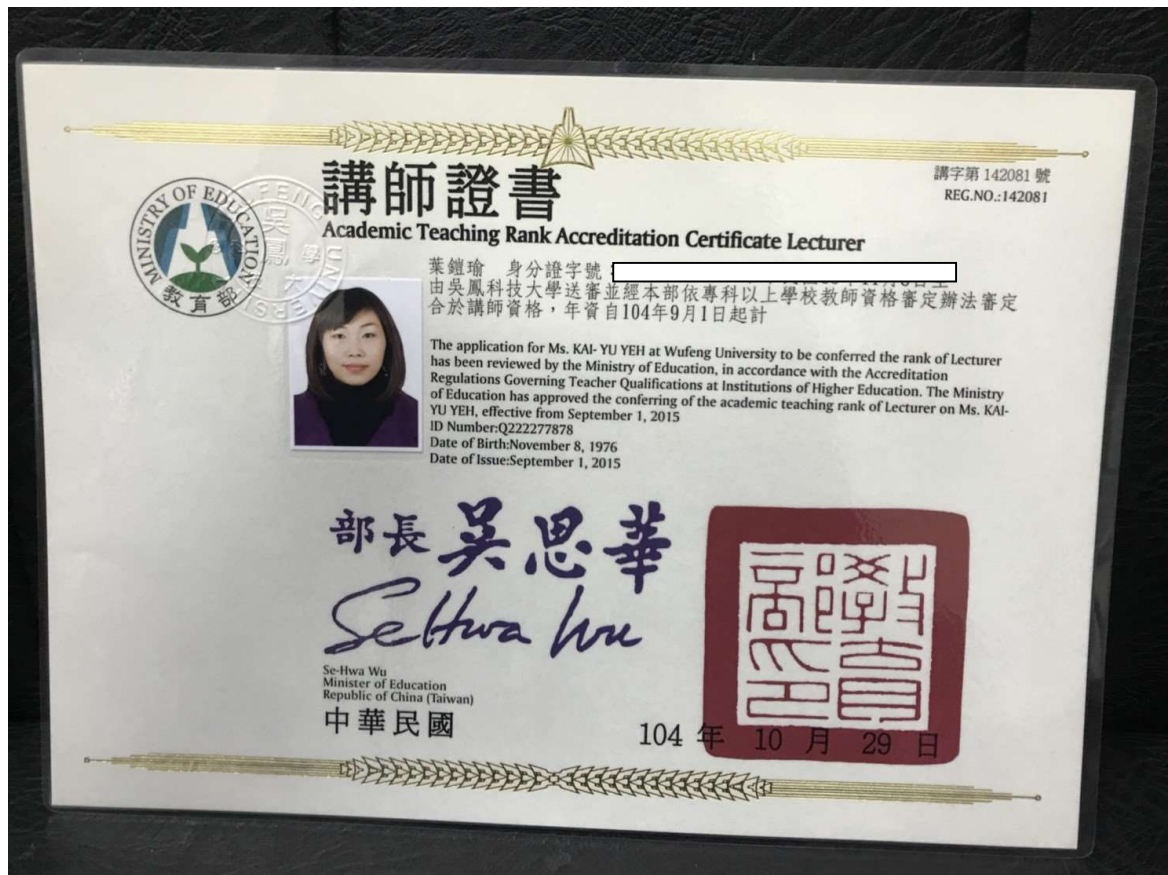 講師證書
Academic Teaching Rank Accreditation Certificate Lecturer
講字第 142081 號
REG.NO.:142081
MINISTRY OF EDUCATION
教育部
葉鎧瑜 身分證字號
由吳鳳科技大學送審並經本部依專科以上學校教師資格審定辦法審定
合於講師資格，年資自104年9月1日起計
The application for Ms. KAI- YU YEH at Wufeng University to be conferred the rank of Lecturer
has been reviewed by the Ministry of Education, in accordance with the Accreditation
Regulations Governing Teacher Qualifications at Institutions of Higher Education. The Ministry
of Education has approved the conferring of the academic teaching rank of Lecturer on Ms. KAI-
YU YEH, effective from September 1, 2015
ID Number:Q222277878
Date of Birth:November 8, 1976
Date of Issue:September 1, 2015
部長 吳思華
SeHwa Wu
Se-Hwa Wu
Minister of Education
Republic of China (Taiwan)
中華民國
104 年 10 月 29 日